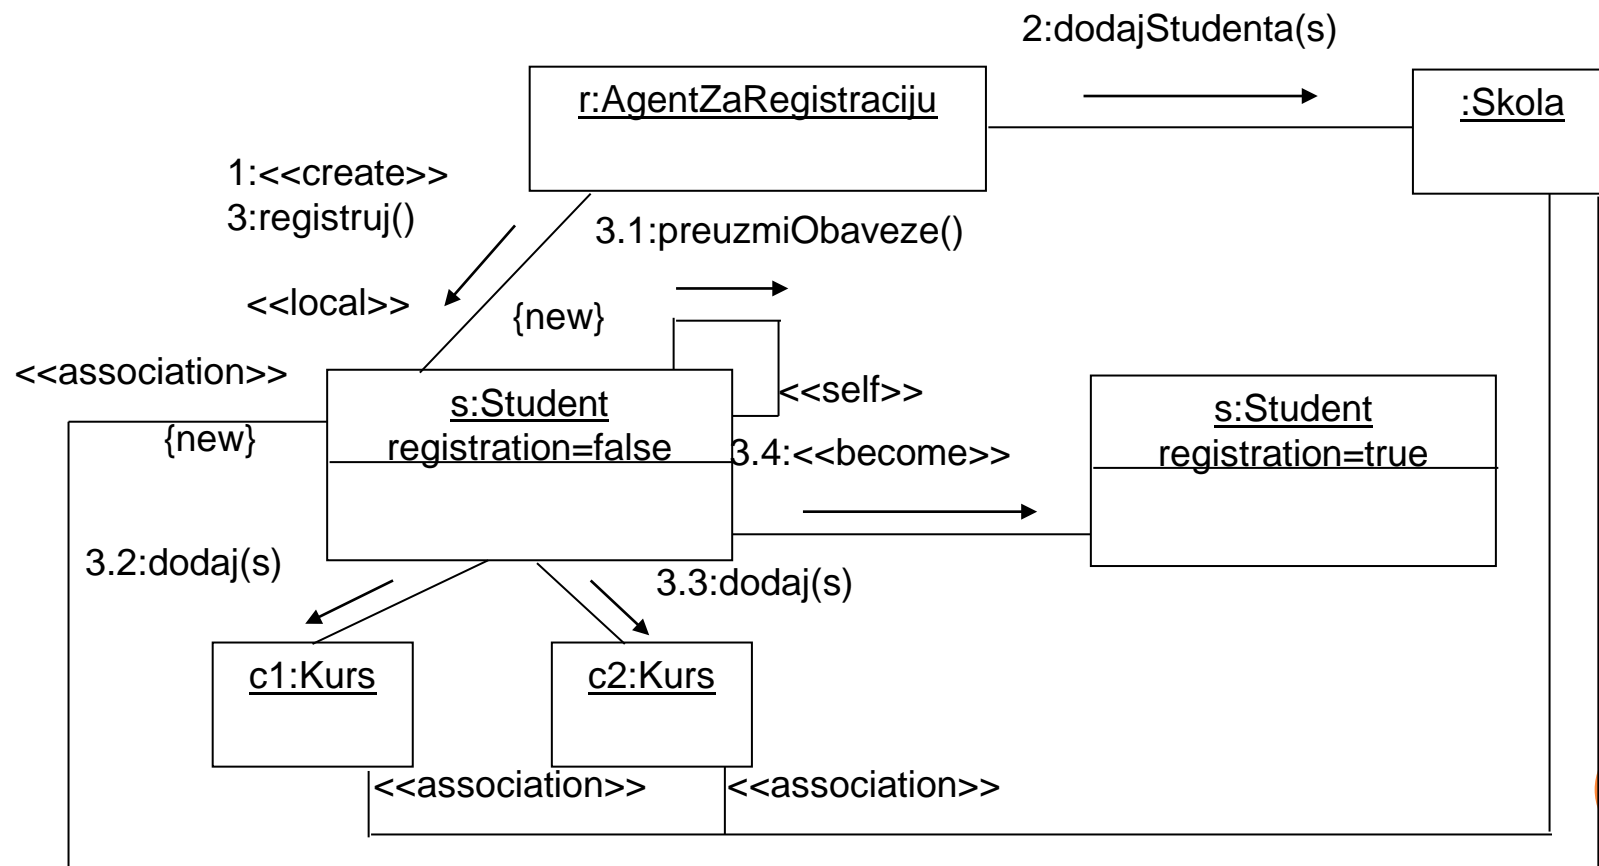 2:dodajStudenta(s)
r:AgentZaRegistraciju
:Skola
1:<<create>>
3:registruj()
3.1:preuzmiObaveze()
<<local>>
{new}
<<association>>
<<self>>
s:Student
registration=false
s:Student
registration=true
{new}
3.4:<<become>>
3.2:dodaj(s)
3.3:dodaj(s)
c1:Kurs
c2:Kurs
<<association>>
<<association>>